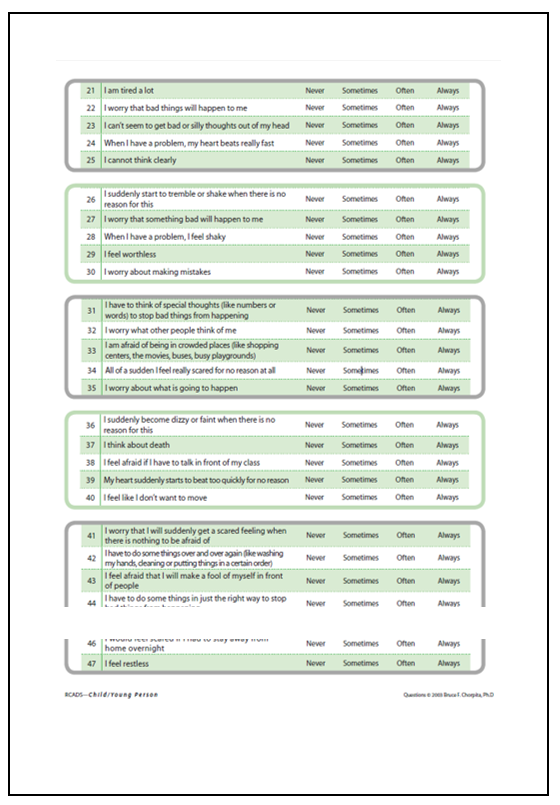 21 I am tired a lot Never Sometimes Often Always
22 I worry that bad things will happen to me Never Sometimes Often Always
23 I can't seem to get bad or silly thoughts out of my head Never Sometimes Often Always
24 When I have a problem, my heart beats really fast Never Sometimes Often Always
25 I cannot think clearly Never Sometimes Often Always
26 I suddenly start to tremble or shake when there is no
reason for this Never Sometimes Often Always
27 I worry that something bad will happen to me Never Sometimes Often Always
28 When I have a problem, I feel shaky Never Sometimes Often Always
29 I feel worthless Never Sometimes Often Always
30 I worry about making mistakes Never Sometimes Often Always
31 I have to think of special thoughts (like numbers or
words) to stop bad things from happening Never Sometimes Often Always
32 I worry what other people think of me Never Sometimes Often Always
33 I am afraid of being in crowded places (like shopping
centers, the movies, buses, busy playgrounds) Never Sometimes Often Always
34 All of a sudden I feel really scared for no reason at all Never Sometimes Often Always
35 I worry about what is going to happen Never Sometimes Often Always
36 I suddenly become dizzy or faint when there is no
reason for this Never Sometimes Often Always
37 I think about death Never Sometimes Often Always
38 I feel afraid if I have to talk in front of my class Never Sometimes Often Always
39 My heart suddenly starts to beat too quickly for no reason Never Sometimes Often Always
40 I feel like I don't want to move Never Sometimes Often Always
41 I worry that I will suddenly get a scared feeling when
there is nothing to be afraid of Never Sometimes Often Always
42 I have to do some things over and over again (like washing
my hands, cleaning or putting things in a certain order) Never Sometimes Often Always
43 I feel afraid that I will make a fool of myself in front
of people Never Sometimes Often Always
44 I have to do some things in just the right way to stop Never Sometimes Often Always
46 home overnight Never Sometimes Often Always
47 I feel restless Never Sometimes Often Always
RCADS—Child/Young Person Questions © 2003 Bruce F. Chorpita, Ph.D